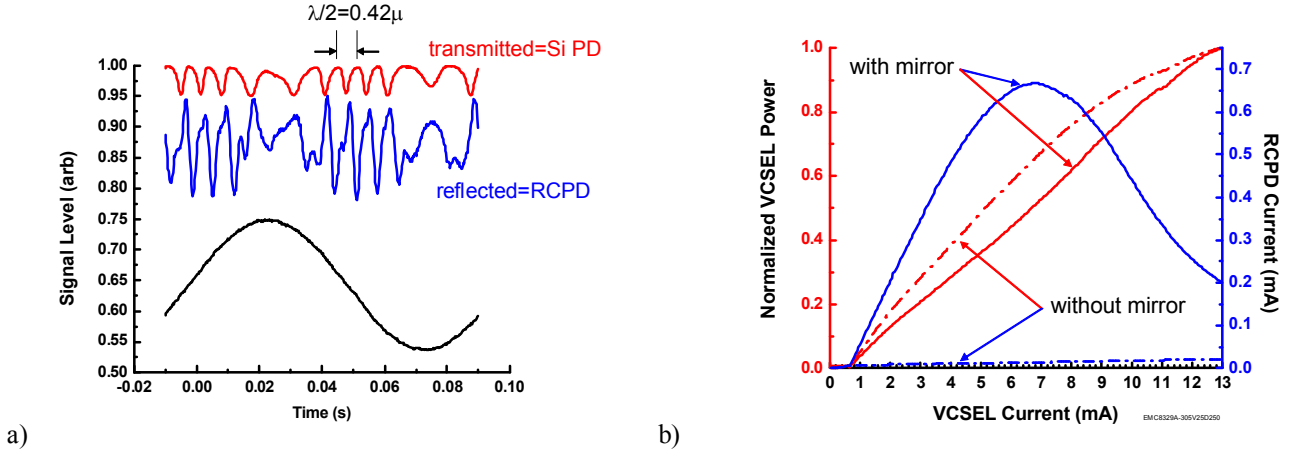 λ/2=0.42μ
transmitted=Si PD
reflected=RCPD
Signal Level (arb)
1.00
0.95
0.90
0.85
0.80
0.75
0.70
0.65
0.60
0.55
0.50
-0.02 0.00 0.02 0.04 0.06 0.08 0.10
Time (s)
a)
with mirror
without mirror
Normalized VCSEL Power
1.0
0.8
0.6
0.4
0.2
0.0
RCPD Current (mA)
0.7
0.6
0.5
0.4
0.3
0.2
0.1
0.0
0 1 2 3 4 5 6 7 8 9 10 11 12 13
VCSEL Current (mA)
EMC8329A-305V25D250
b)